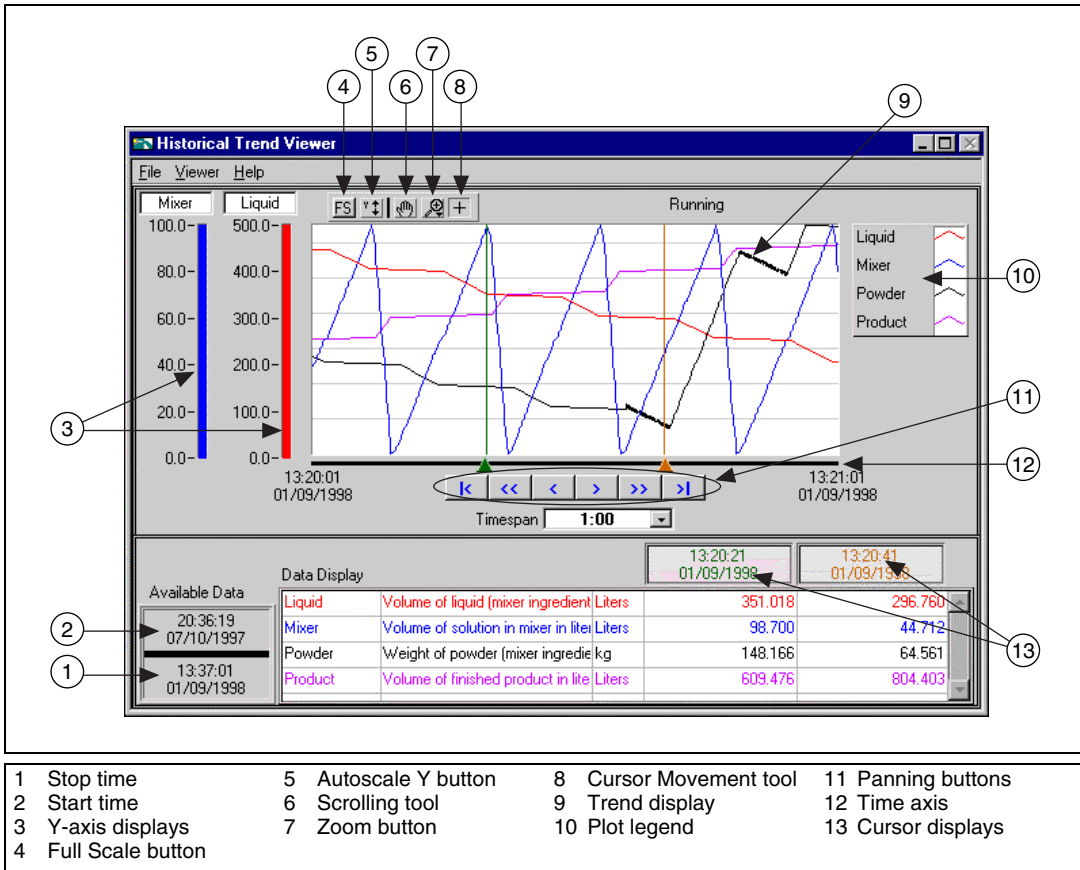 5 7
4 6 8
9
Historical Trend Viewer
File Viewer Help
Mixer Liquid FS Y Running
100.0 500.0
80.0 400.0
60.0 300.0
40.0 200.0
20.0 100.0
0.0 0.0
Liquid
Mixer
Powder
Product
10
3
11
12
13:20:01
01/09/1998
|< << < > >> >|
13:21:01
01/09/1998
Timespan 1:00
13:20:21
01/09/1998
13:20:41
01/09/1998
Available Data
Data Display
20:36:19
07/10/1997
13:37:01
01/09/1998
2
1
Liquid Volume of liquid (mixer ingredient Liters 351.018 296.760
Mixer Volume of solution in mixer in liter Liters 98.700 44.712
Powder Weight of powder (mixer ingredie kg 148.166 64.561
Product Volume of finished product in lite Liters 609.476 804.403
13
1 Stop time
2 Start time
3 Y-axis displays
4 Full Scale button
5 Autoscale Y button
6 Scrolling tool
7 Zoom button
8 Cursor Movement tool
9 Trend display
10 Plot legend
11 Panning buttons
12 Time axis
13 Cursor displays